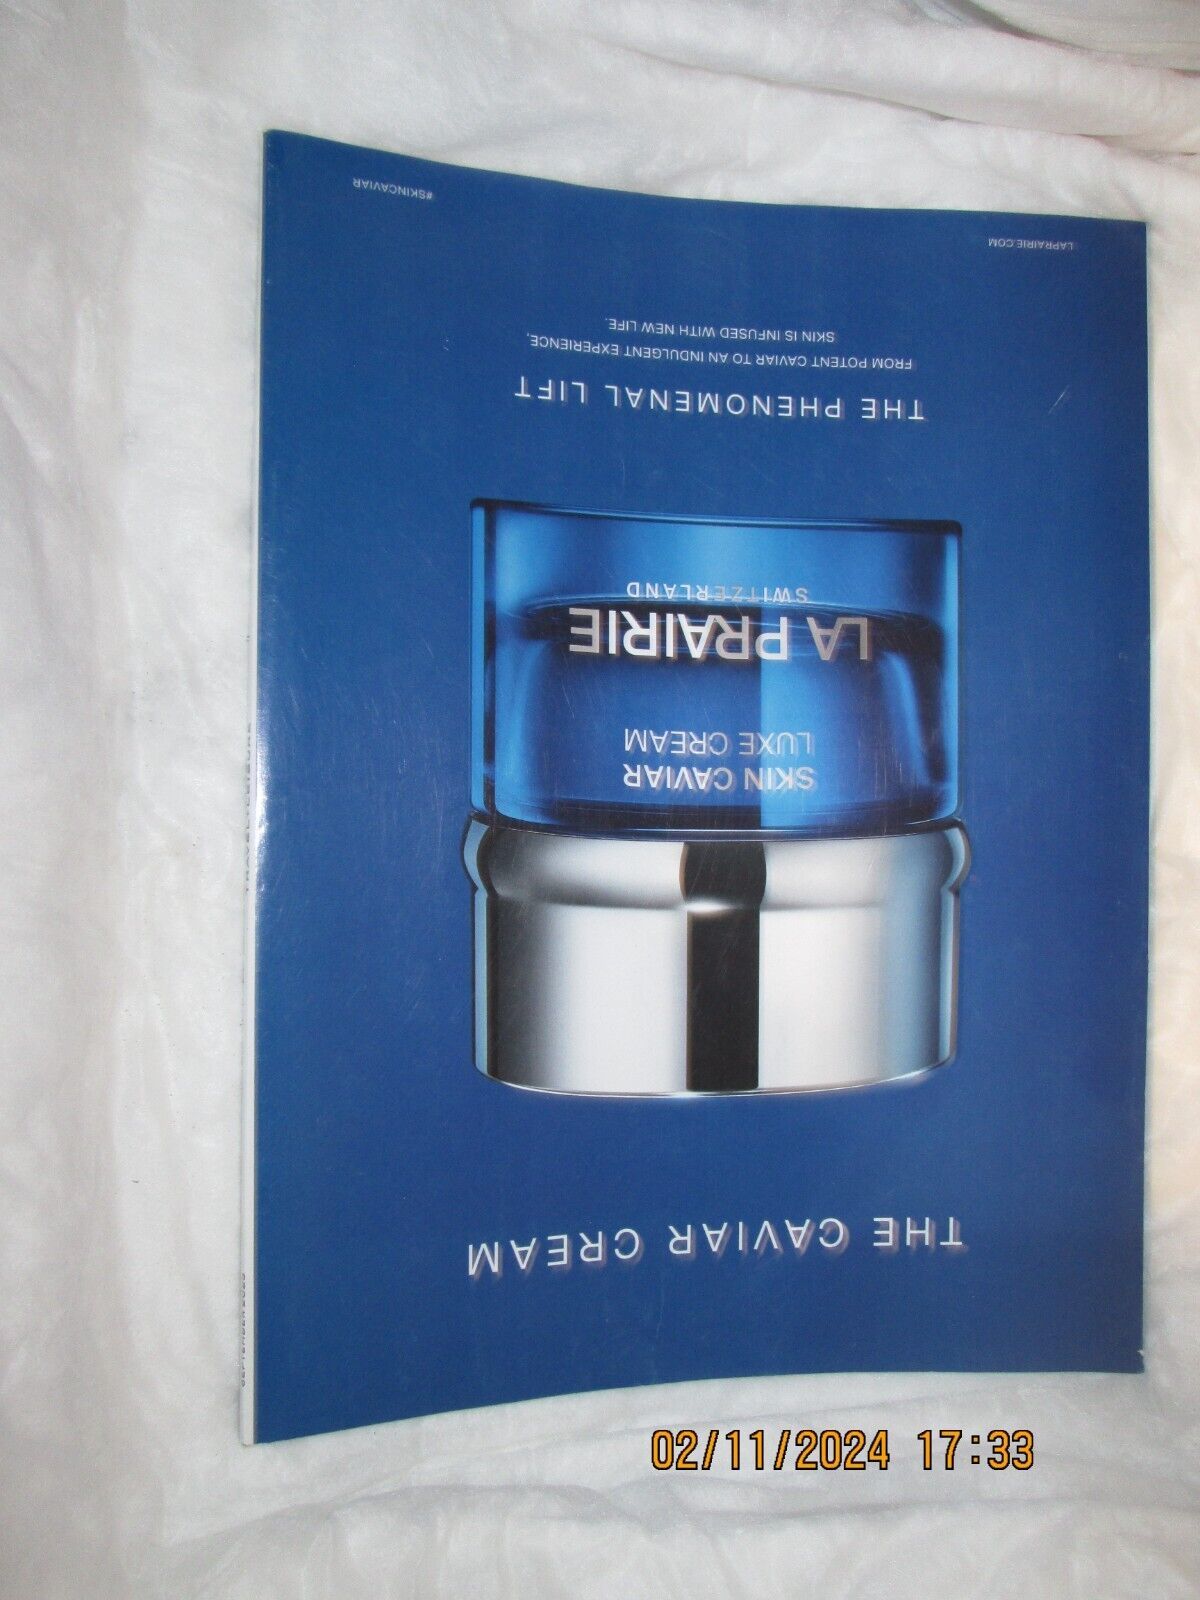 THE CAVIAR CREAM
SKIN CAVIAR
LUXE CREAM
LA PRAIRIE
SWITZERLAND
THE PHENOMENAL LIFT
FROM POTENT CAVIAR TO AN INDULGENT EXPERIENCE,
SKIN IS INFUSED WITH NEW LIFE.
LAPRAIRIE.COM
#SKINCAVIAR
02/11/2024 17:33